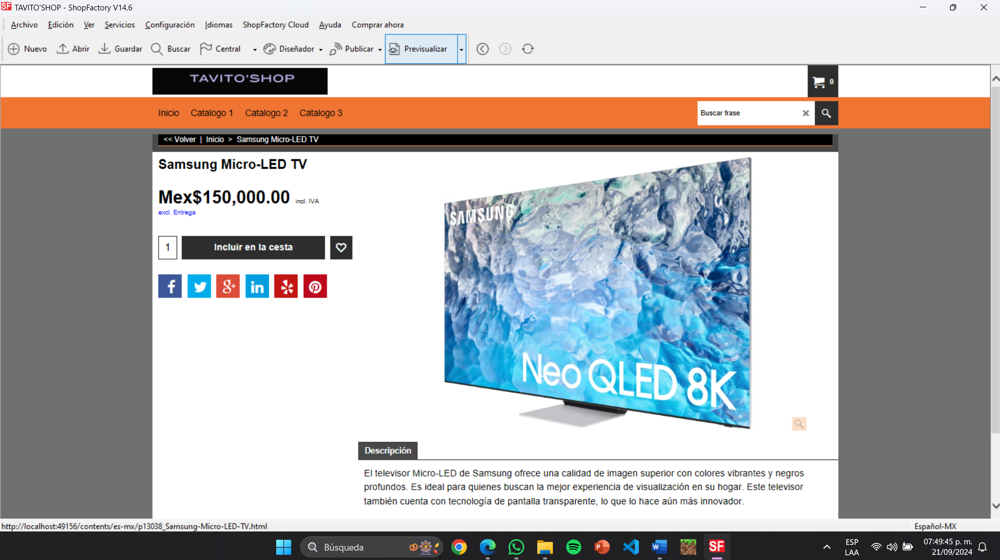 SF TAVITO'SHOP - ShopFactory V14.6
Archivo Edición Ver Servicios Configuración Idiomas ShopFactory Cloud Ayuda Comprar ahora
Nuevo Abrir Guardar Buscar Central Diseñador Publicar Previsualizar
TAVITO'SHOP
0
Inicio Catalogo 1 Catalogo 2 Catalogo 3 Buscar frase
<< Volver | Inicio > Samsung Micro-LED TV
Samsung Micro-LED TV
Mex$150,000.00 incl. IVA
excl. Entrega
1 Incluir en la cesta
f g+ in
SAMSUNG
Neo QLED 8K
Descripción
El televisor Micro-LED de Samsung ofrece una calidad de imagen superior con colores vibrantes y negros
profundos. Es ideal para quienes buscan la mejor experiencia de visualización en su hogar. Este televisor
también cuenta con tecnología de pantalla transparente, lo que lo hace aún más innovador.
http://localhost:49156/contents/es-mx/p13038_Samsung-Micro-LED-TV.html Español-MX
Búsqueda P W SF
ESP
LAA
07:49:45 p. m.
21/09/2024